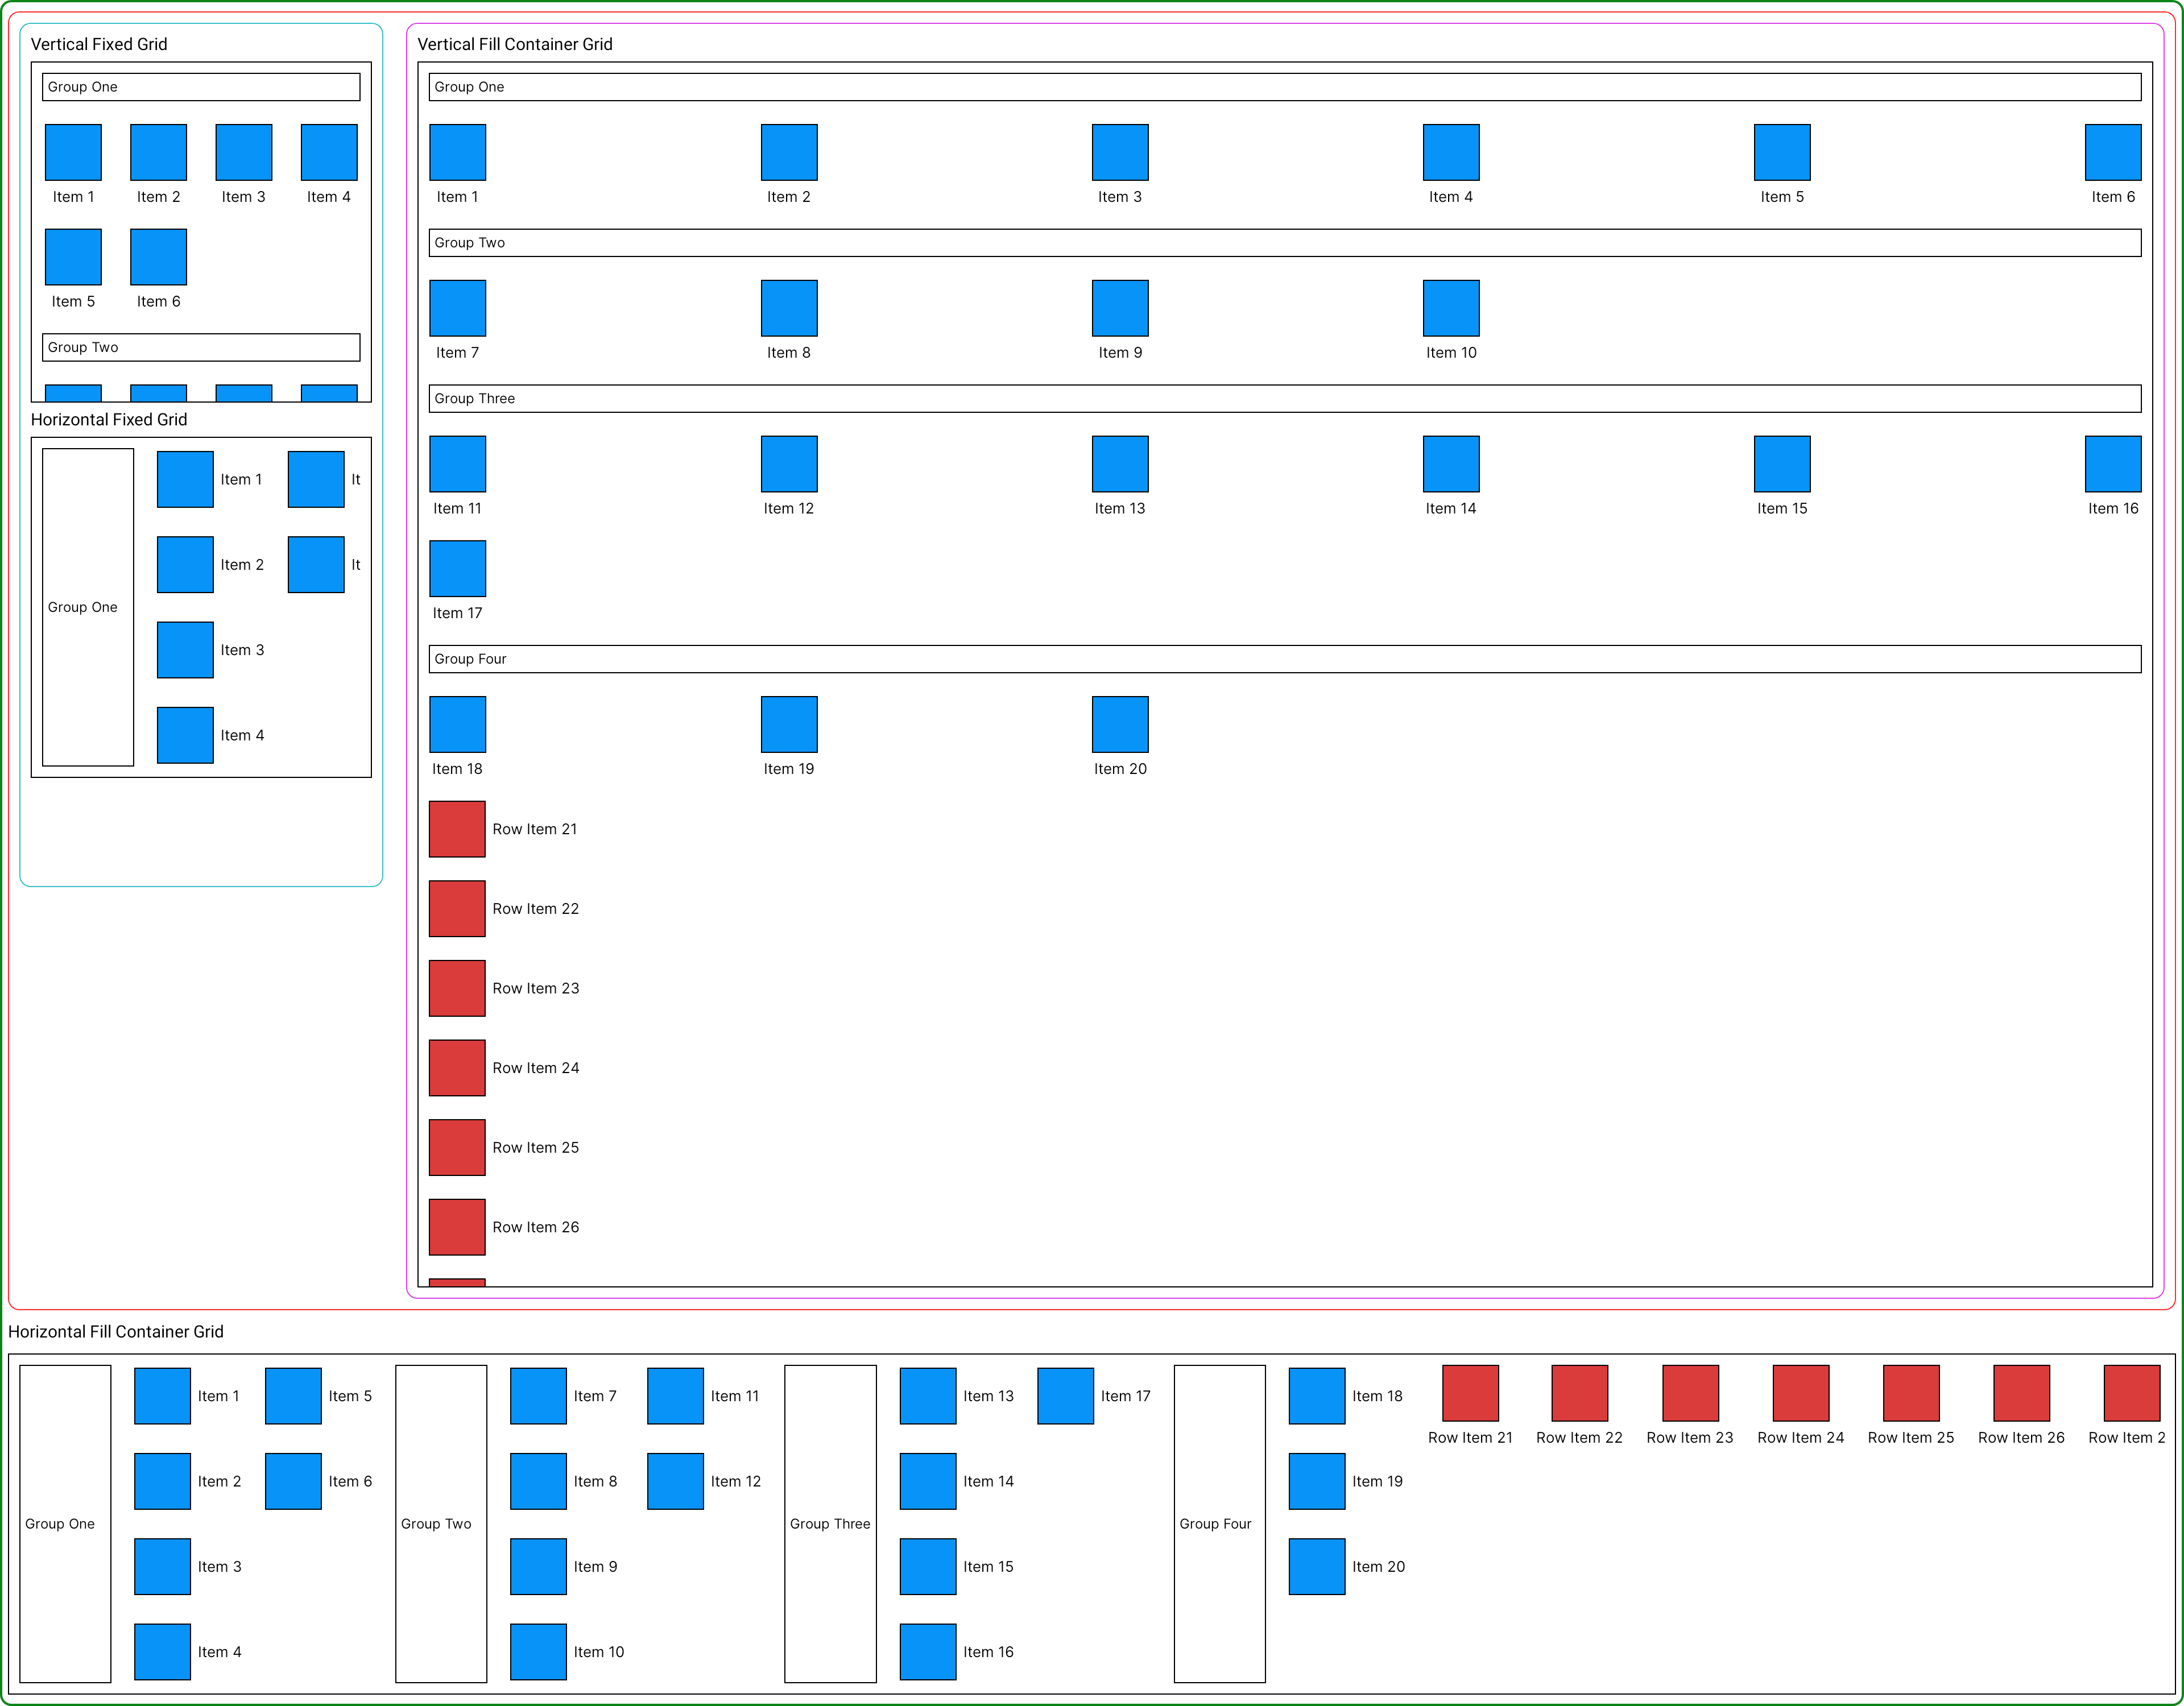 Vertical Fixed Grid
Group One
Item 1 Item 2 Item 3 Item 4
Item 5 Item 6
Group Two
Horizontal Fixed Grid
Group One
Item 1 It
Item 2 It
Item 3
Item 4
Vertical Fill Container Grid
Group One
Item 1 Item 2 Item 3 Item 4 Item 5 Item 6
Group Two
Item 7 Item 8 Item 9 Item 10
Group Three
Item 11 Item 12 Item 13 Item 14 Item 15 Item 16
Item 17
Group Four
Item 18 Item 19 Item 20
Row Item 21
Row Item 22
Row Item 23
Row Item 24
Row Item 25
Row Item 26
Horizontal Fill Container Grid
Group One
Item 1 Item 5
Item 2 Item 6
Item 3
Item 4
Group Two
Item 7 Item 11
Item 8 Item 12
Item 9
Item 10
Group Three
Item 13 Item 17
Item 14
Item 15
Item 16
Group Four
Item 18
Item 19
Item 20
Row Item 21 Row Item 22 Row Item 23 Row Item 24 Row Item 25 Row Item 26 Row Item 2